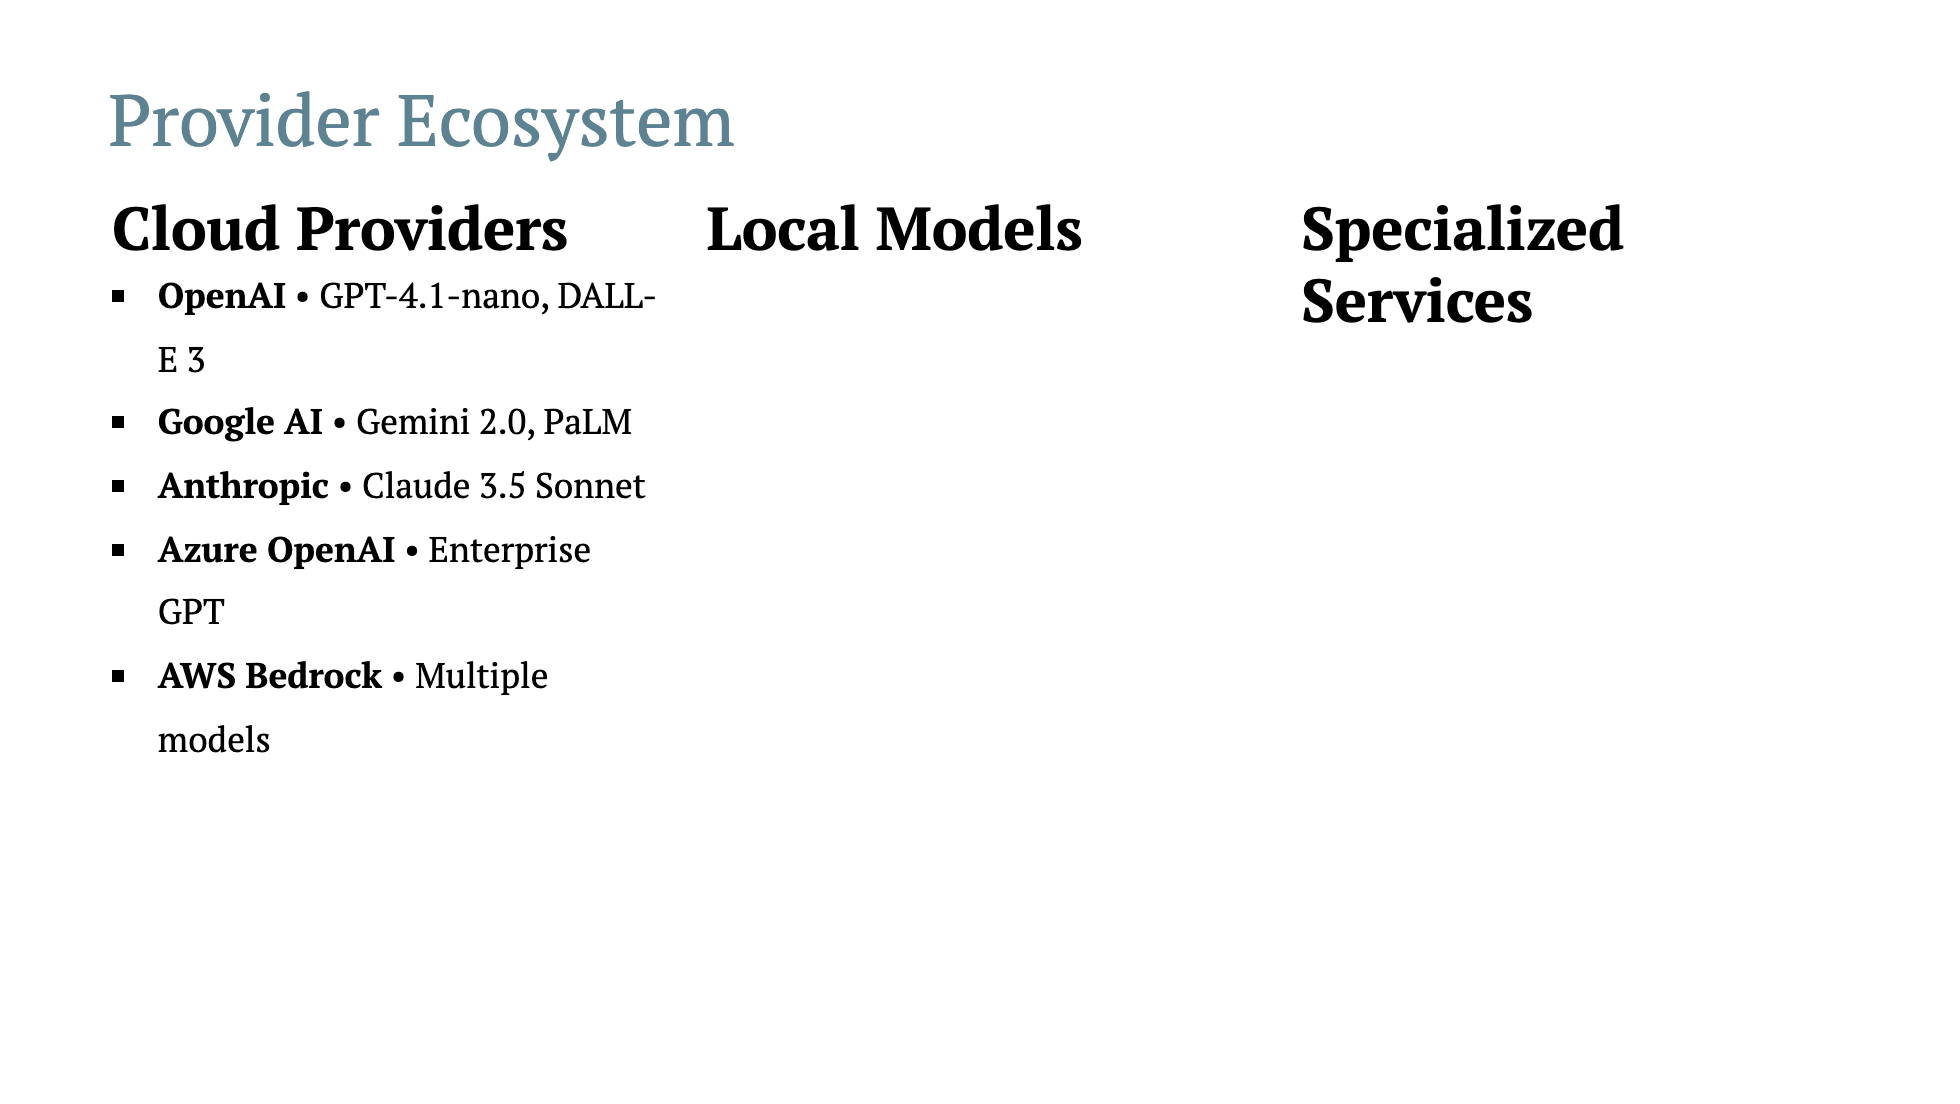 Provider Ecosystem
Cloud Providers
▪ OpenAI • GPT-4.1-nano, DALL-
E 3
▪ Google AI • Gemini 2.0, PaLM
▪ Anthropic • Claude 3.5 Sonnet
▪ Azure OpenAI • Enterprise
GPT
▪ AWS Bedrock • Multiple
models
Local Models
Specialized
Services